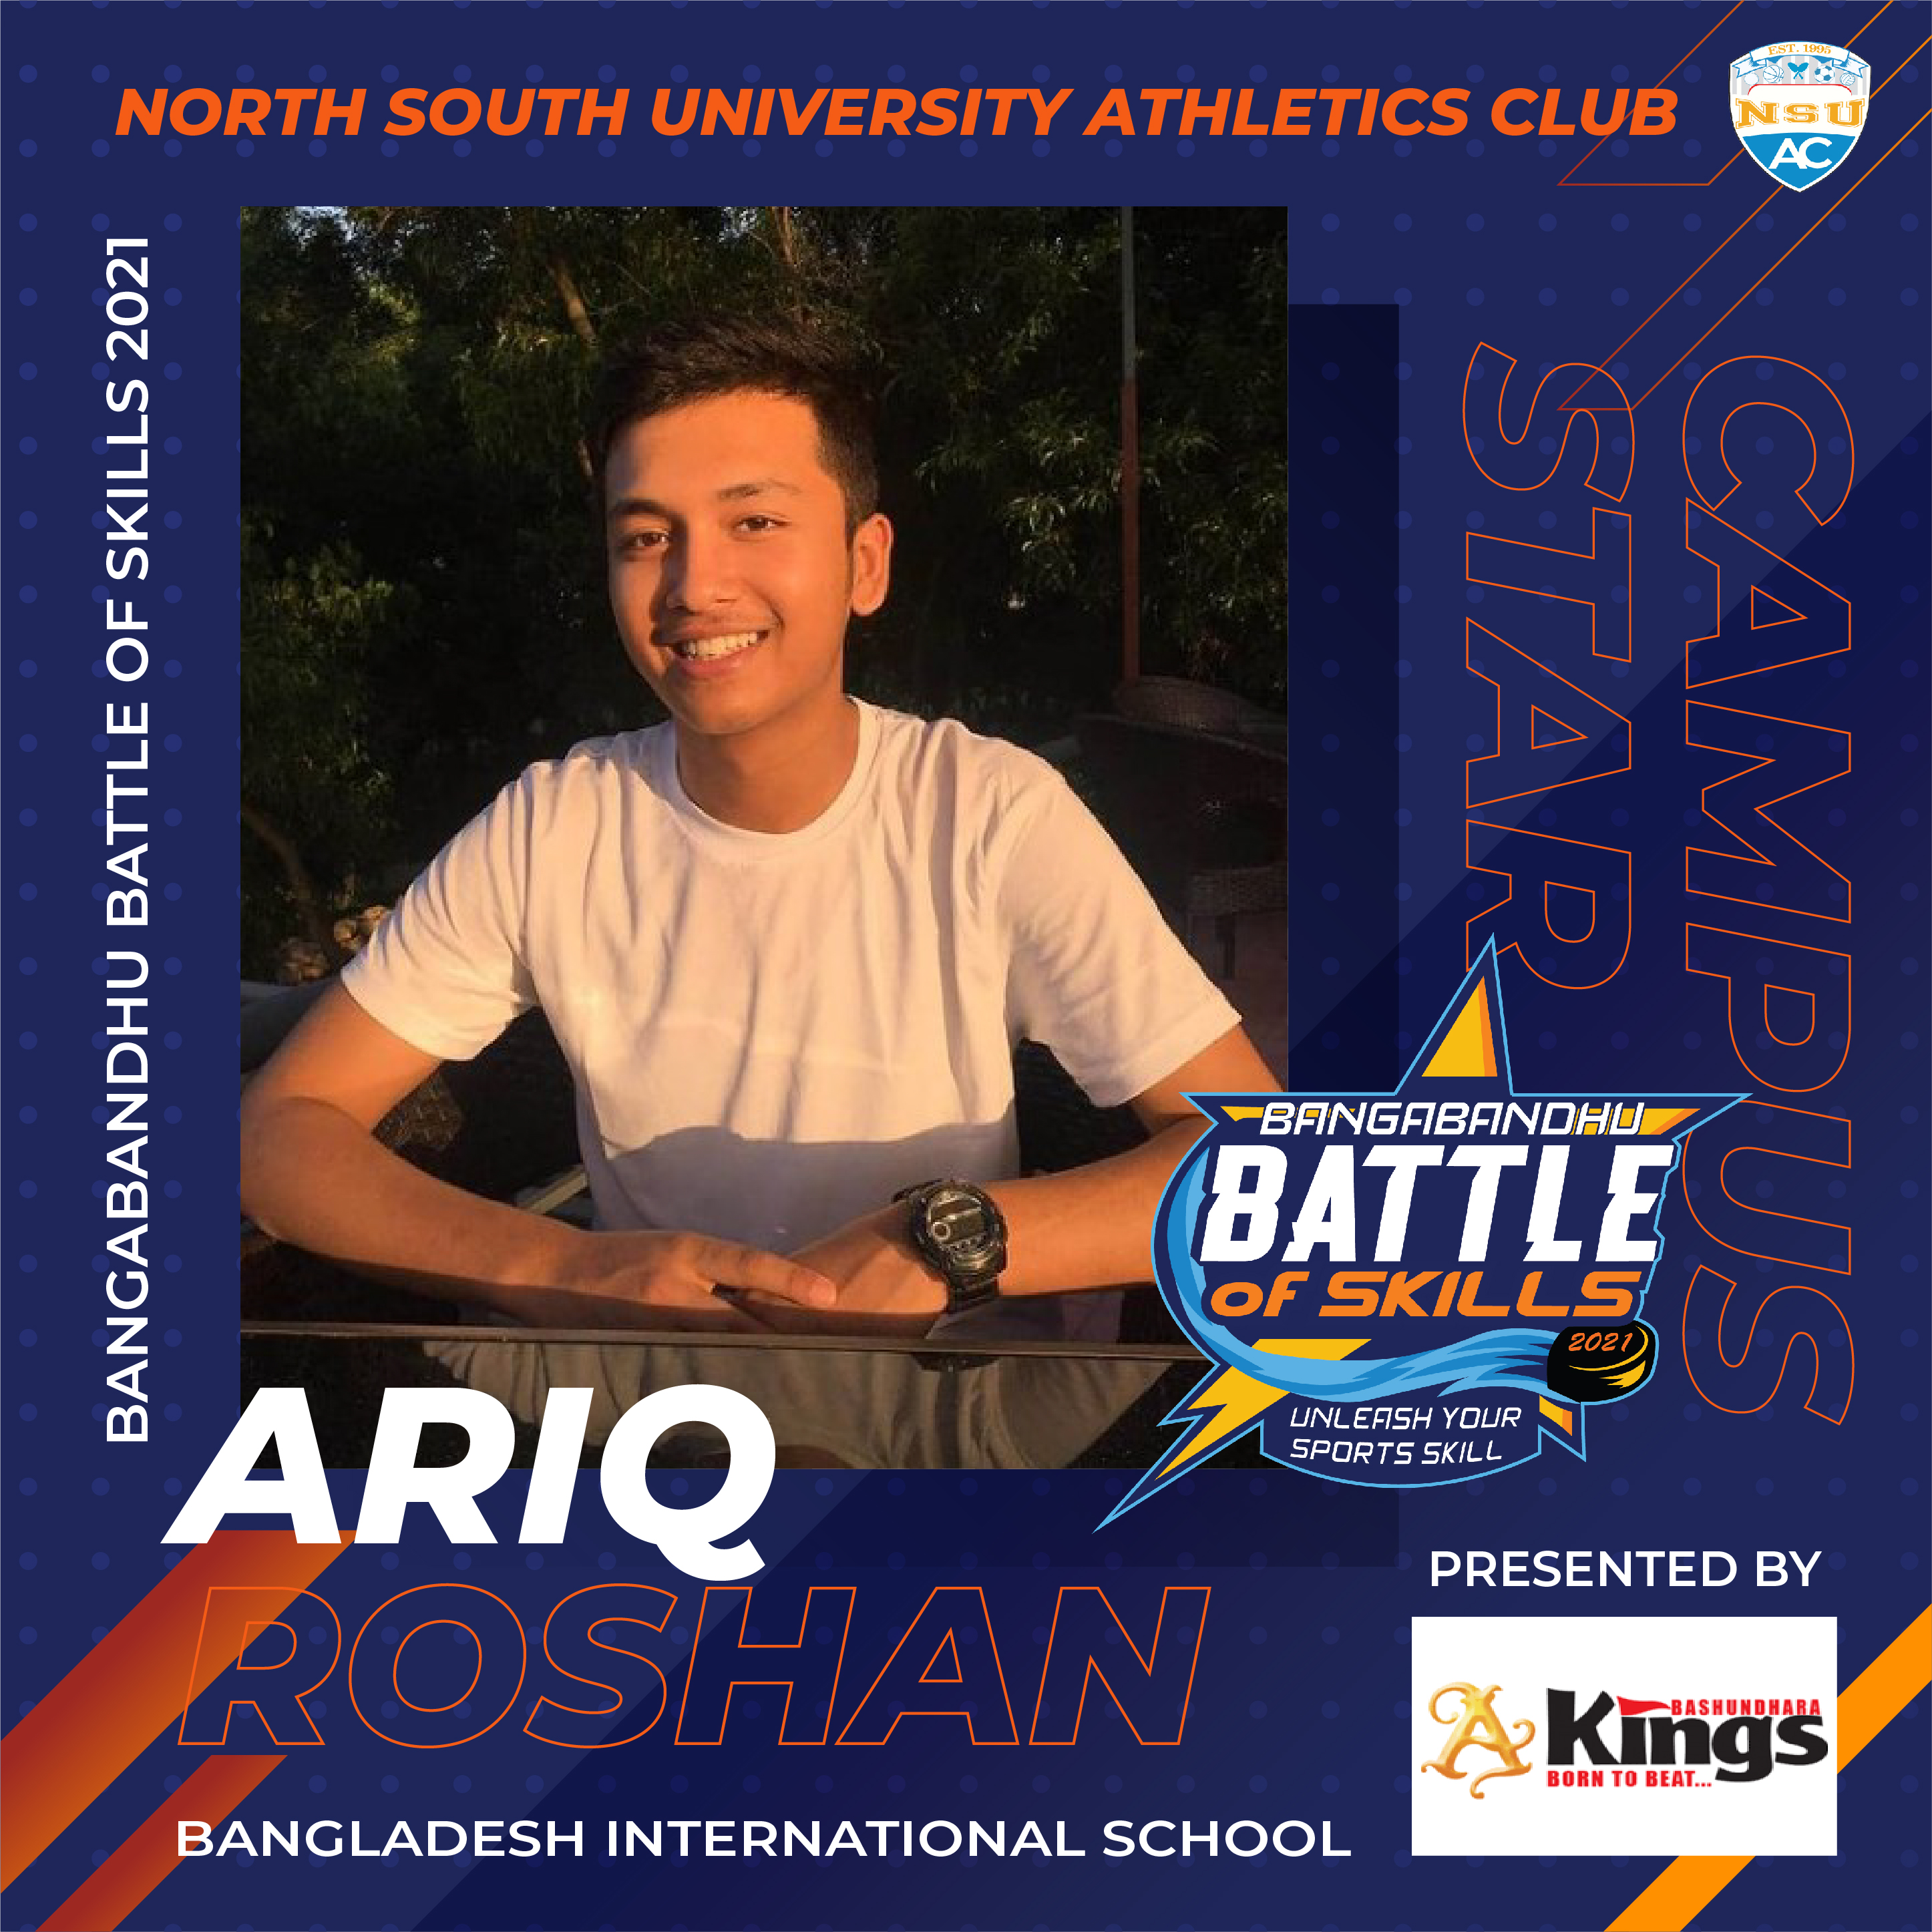 NORTH SOUTH UNIVERSITY ATHLETICS CLUB
EST. 1995
NSU
AC
BANGABANDHU BATTLE OF SKILLS 2021
CAMPUS
STAR
BANGABANDHU
BATTLE
OF SKILLS
2021
UNLEASH YOUR
SPORTS SKILL
ARIQ
ROSHAN
BANGLADESH INTERNATIONAL SCHOOL
PRESENTED BY
A
BASHUNDHARA
Kings
BORN TO BEAT...